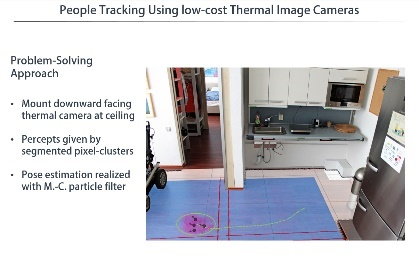 People Tracking Using low-cost Thermal Image Cameras
Problem-Solving
Approach
• Mount downward facing
thermal camera at ceiling
• Percepts given by
segmented pixel-clusters
• Pose estimation realized
with M.-C. particle filter